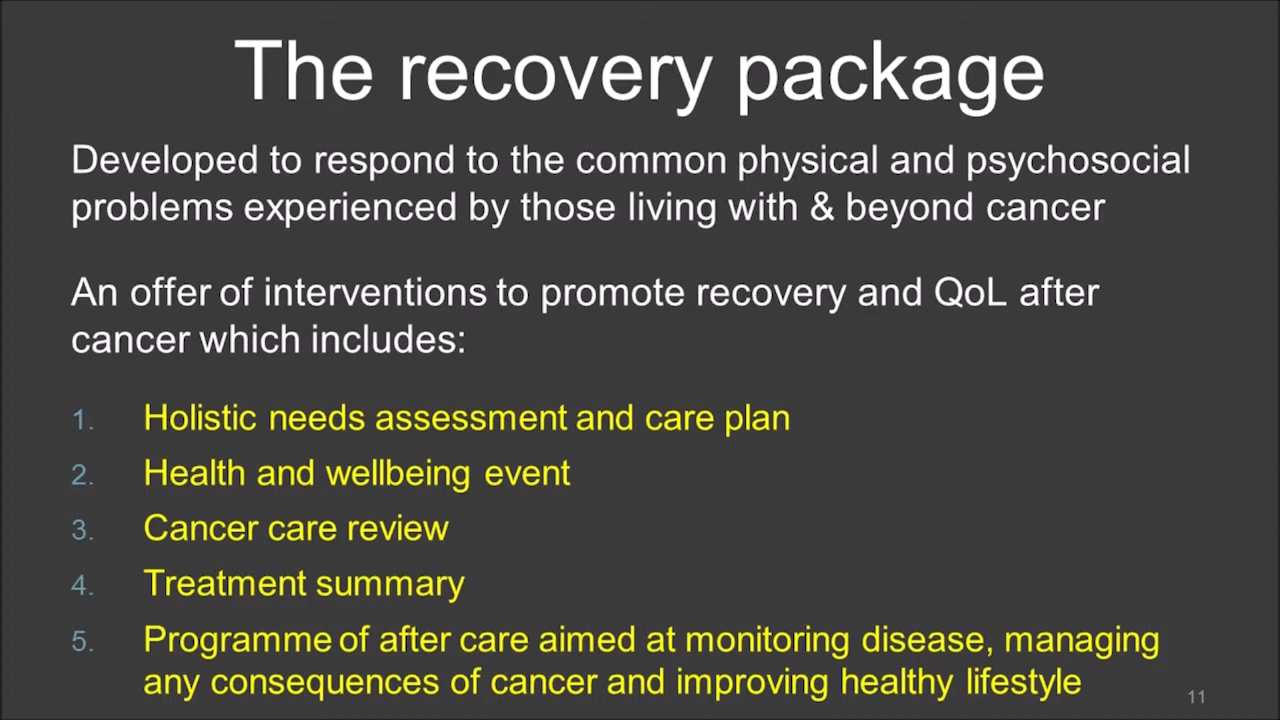 The recovery package
Developed to respond to the common physical and psychosocial
problems experienced by those living with & beyond cancer
An offer of interventions to promote recovery and QoL after
cancer which includes:
1. Holistic needs assessment and care plan
2. Health and wellbeing event
3. Cancer care review
4. Treatment summary
5. Programme of after care aimed at monitoring disease, managing
any consequences of cancer and improving healthy lifestyle
11